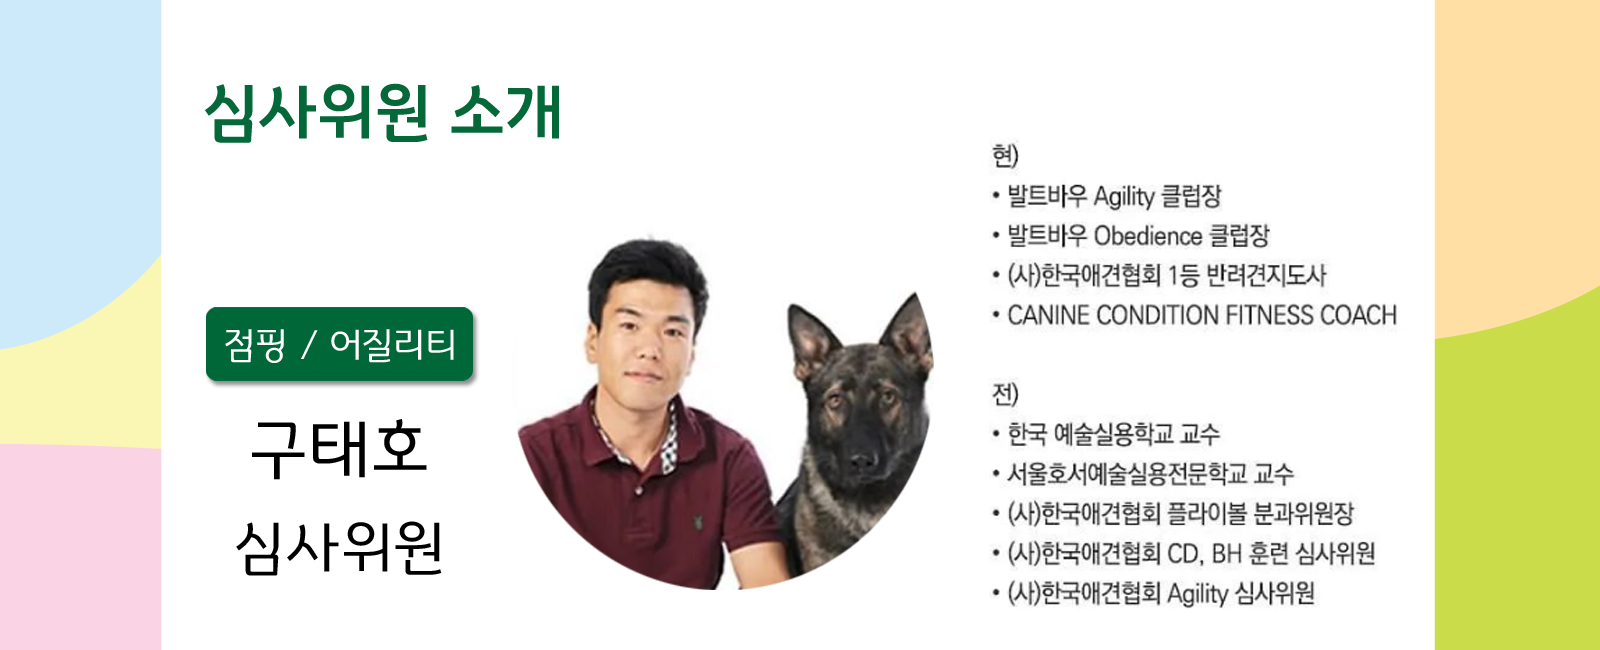 심사위원 소개
점핑 / 어질리티
구태호
심사위원
현)
• 발트바우 Agility 클럽장
• 발트바우 Obedience 클럽장
• (사)한국애견협회 1등 반려견지도사
• CANINE CONDITION FITNESS COACH
전)
• 한국 예술실용학교 교수
• 서울호서예술실용전문학교 교수
• (사)한국애견협회 플라이볼 분과위원장
• (사)한국애견협회 CD, BH 훈련 심사위원
• (사)한국애견협회 Agility 심사위원